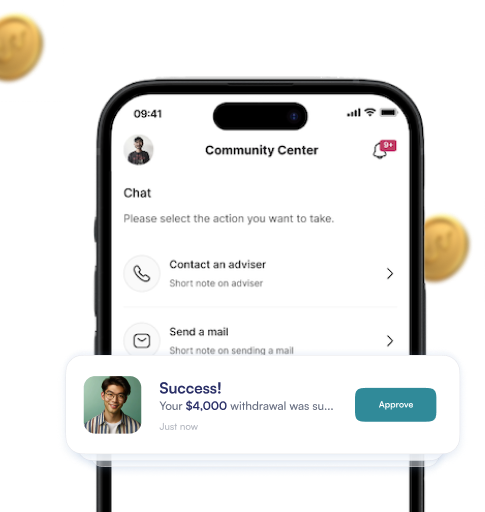 09:41
Community Center
9+
Chat
Please select the action you want to take.
Contact an adviser
Short note on adviser
Send a mail
Short note on sending a mail
Success!
Your $4,000 withdrawal was su...
Approve
Just now